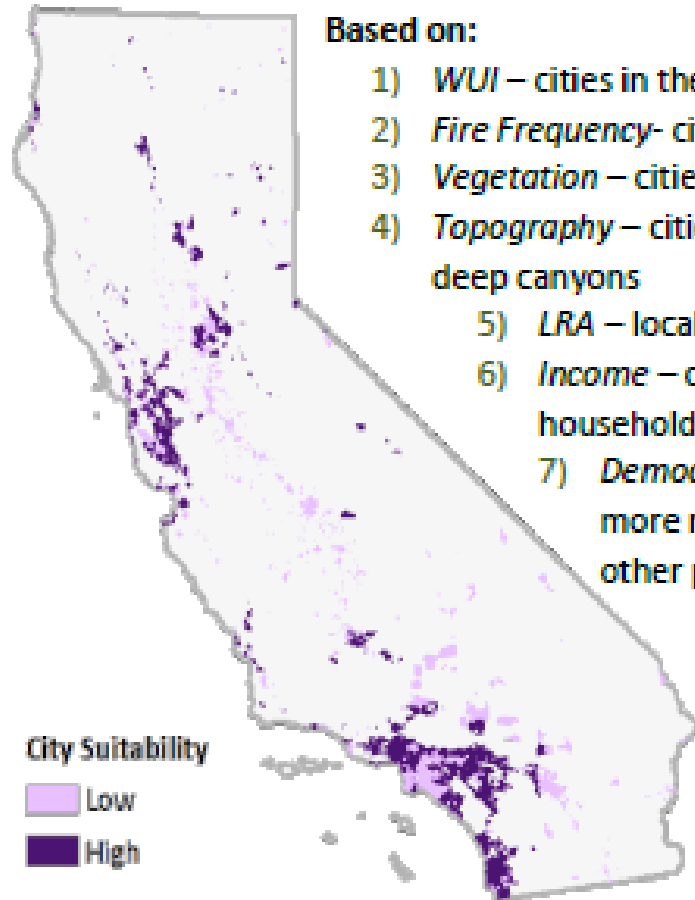 Based on:
1) WUI – cities in the
2) Fire Frequency- ci
3) Vegetation – citie
4) Topography – citi
deep canyons
5) LRA – local
6) Income – c
household
7) Democ
more r
other p
City Suitability
Low
High